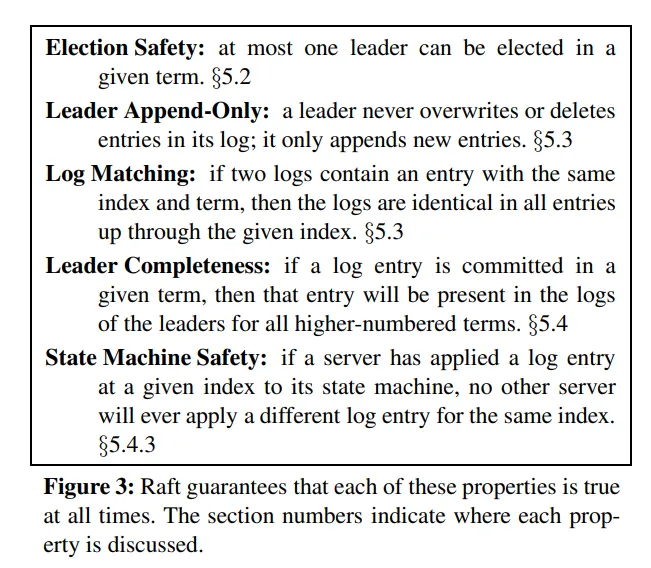 Election Safety: at most one leader can be elected in a
given term. §5.2
Leader Append-Only: a leader never overwrites or deletes
entries in its log; it only appends new entries. §5.3
Log Matching: if two logs contain an entry with the same
index and term, then the logs are identical in all entries
up through the given index. §5.3
Leader Completeness: if a log entry is committed in a
given term, then that entry will be present in the logs
of the leaders for all higher-numbered terms. §5.4
State Machine Safety: if a server has applied a log entry
at a given index to its state machine, no other server
will ever apply a different log entry for the same index.
§5.4.3
Figure 3: Raft guarantees that each of these properties is true
at all times. The section numbers indicate where each prop-
erty is discussed.